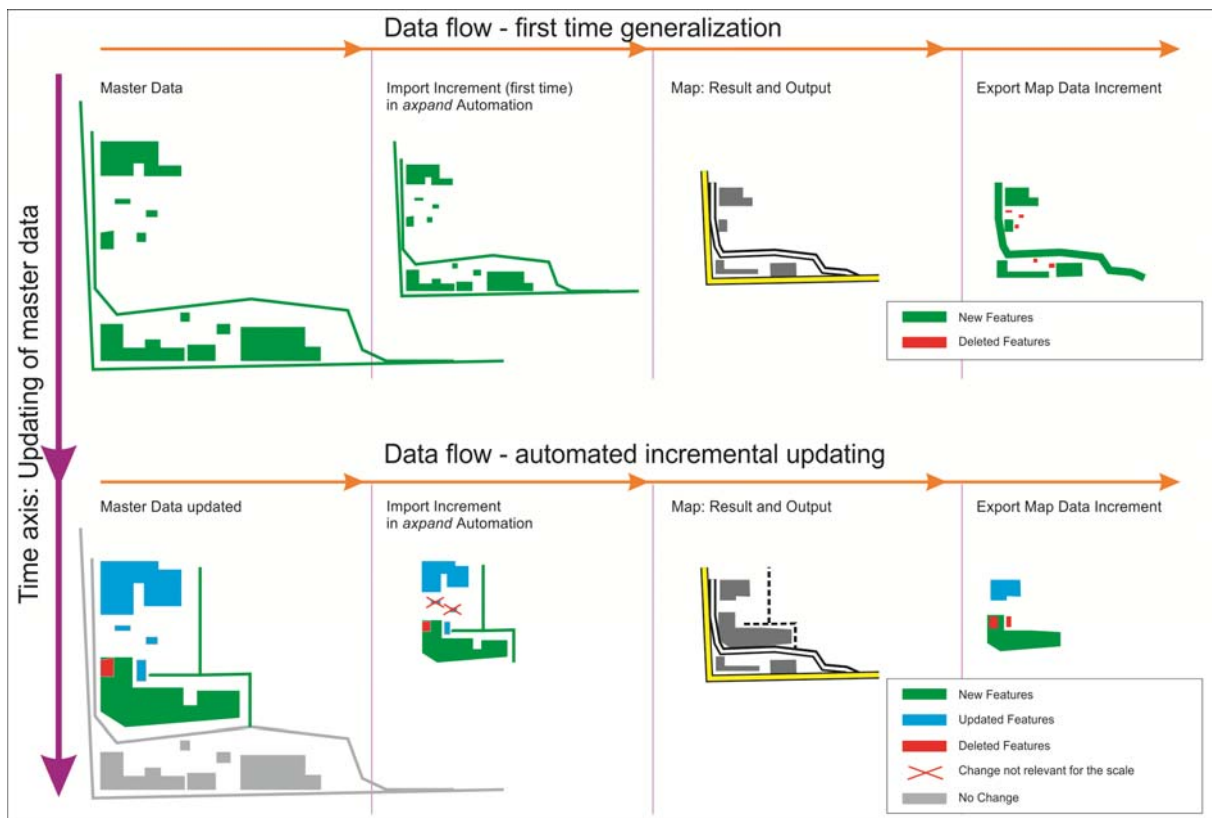 Data flow - first time generalization
Master Data
Import Increment (first time)
in axpand Automation
Map: Result and Output
Export Map Data Increment
New Features
Deleted Features
Time axis: Updating of master data
Data flow - automated incremental updating
Master Data updated
Import Increment
in axpand Automation
Map: Result and Output
Export Map Data Increment
New Features
Updated Features
Deleted Features
Change not relevant for the scale
No Change